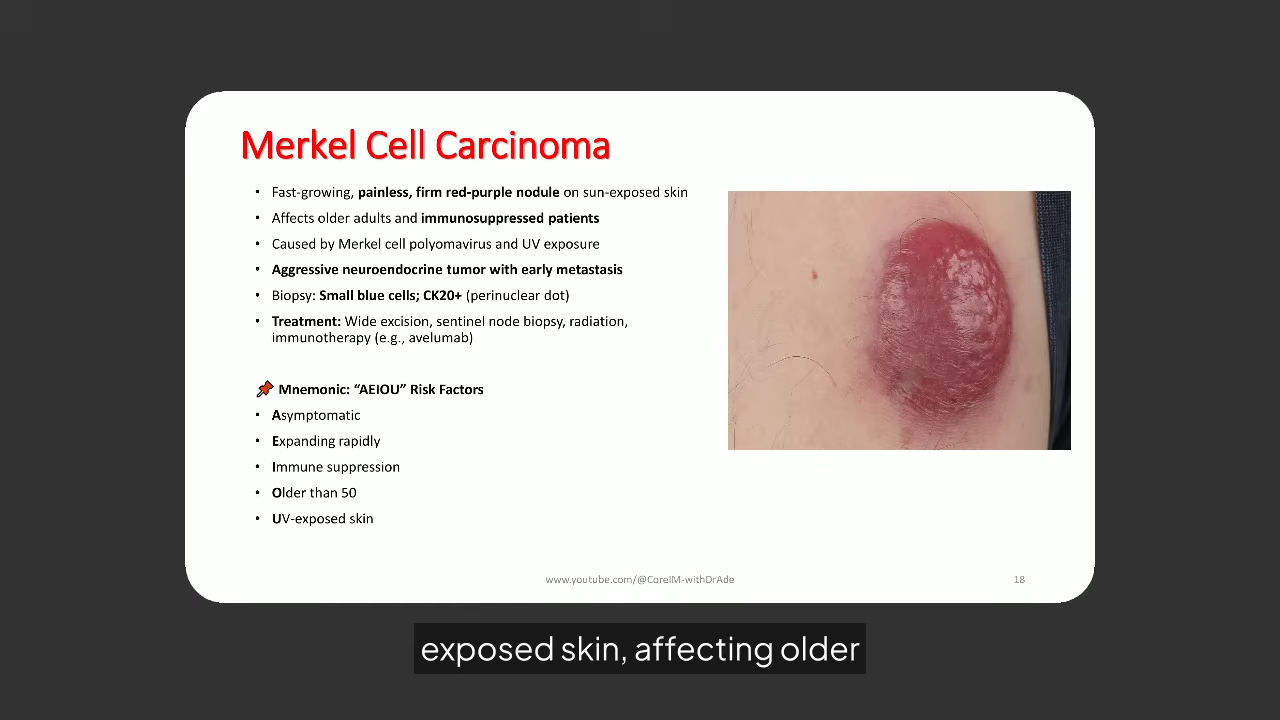 Merkel Cell Carcinoma
• Fast-growing, painless, firm red-purple nodule on sun-exposed skin
• Affects older adults and immunosuppressed patients
• Caused by Merkel cell polyomavirus and UV exposure
• Aggressive neuroendocrine tumor with early metastasis
• Biopsy: Small blue cells; CK20+ (perinuclear dot)
• Treatment: Wide excision, sentinel node biopsy, radiation,
immunotherapy (e.g., avelumab)
📌 Mnemonic: “AEIOU” Risk Factors
• Asymptomatic
• Expanding rapidly
• Immune suppression
• Older than 50
• UV-exposed skin
www.youtube.com/@CoreIM-withDrAde
18
exposed skin, affecting older